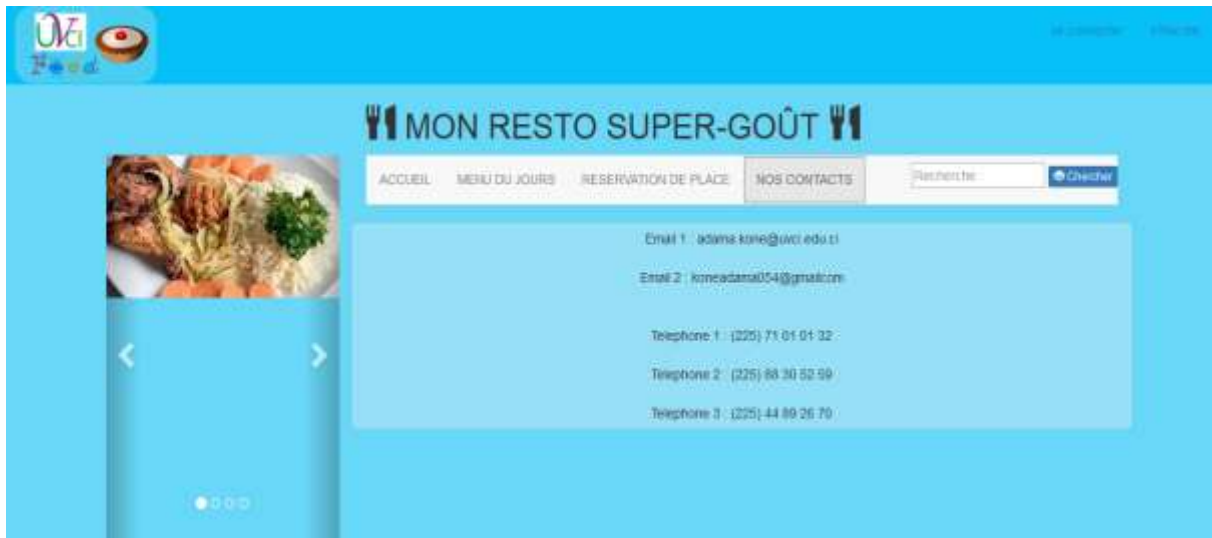 UVci
Food
Se connecter
MON RESTO SUPER-GOÛT
ACCUEIL MENU DU JOURS RESERVATION DE PLACE NOS CONTACTS Recherche Chercher
Email 1 : adama.kone@uvci.edu.ci
Email 2 : koneadama054@gmailcom
Telephone 1 : (225) 71 01 01 32
Telephone 2 : (225) 88 30 52 59
Telephone 3 : (225) 44 89 26 70